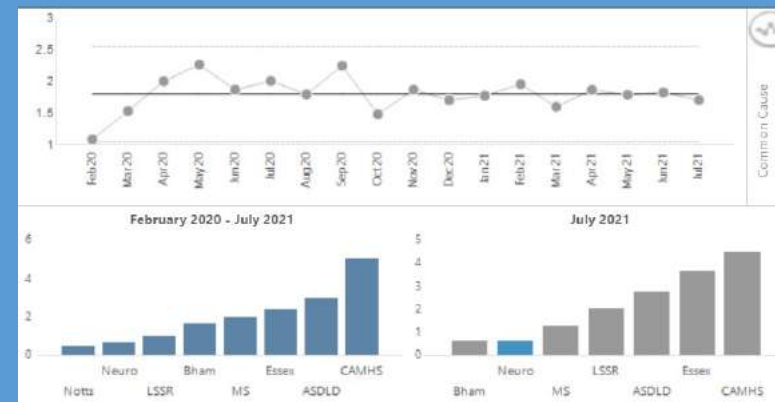 3
2.5
2
1.5
1
Feb20 Mar20 Apr20 May20 Jun20 Jul20 Aug20 Sep20 Oct20 Nov20 Dec20 Jan21 Feb21 Mar21 Apr21 May21 Jun21 Jul21
Common Cause
February 2020 - July 2021
6
4
2
0
Neuro Bham Essex CAMHS
Notts LSSR MS ASDLD
July 2021
5
4
3
2
1
0
Neuro LSSR Essex
Bham MS ASDLD CAMHS